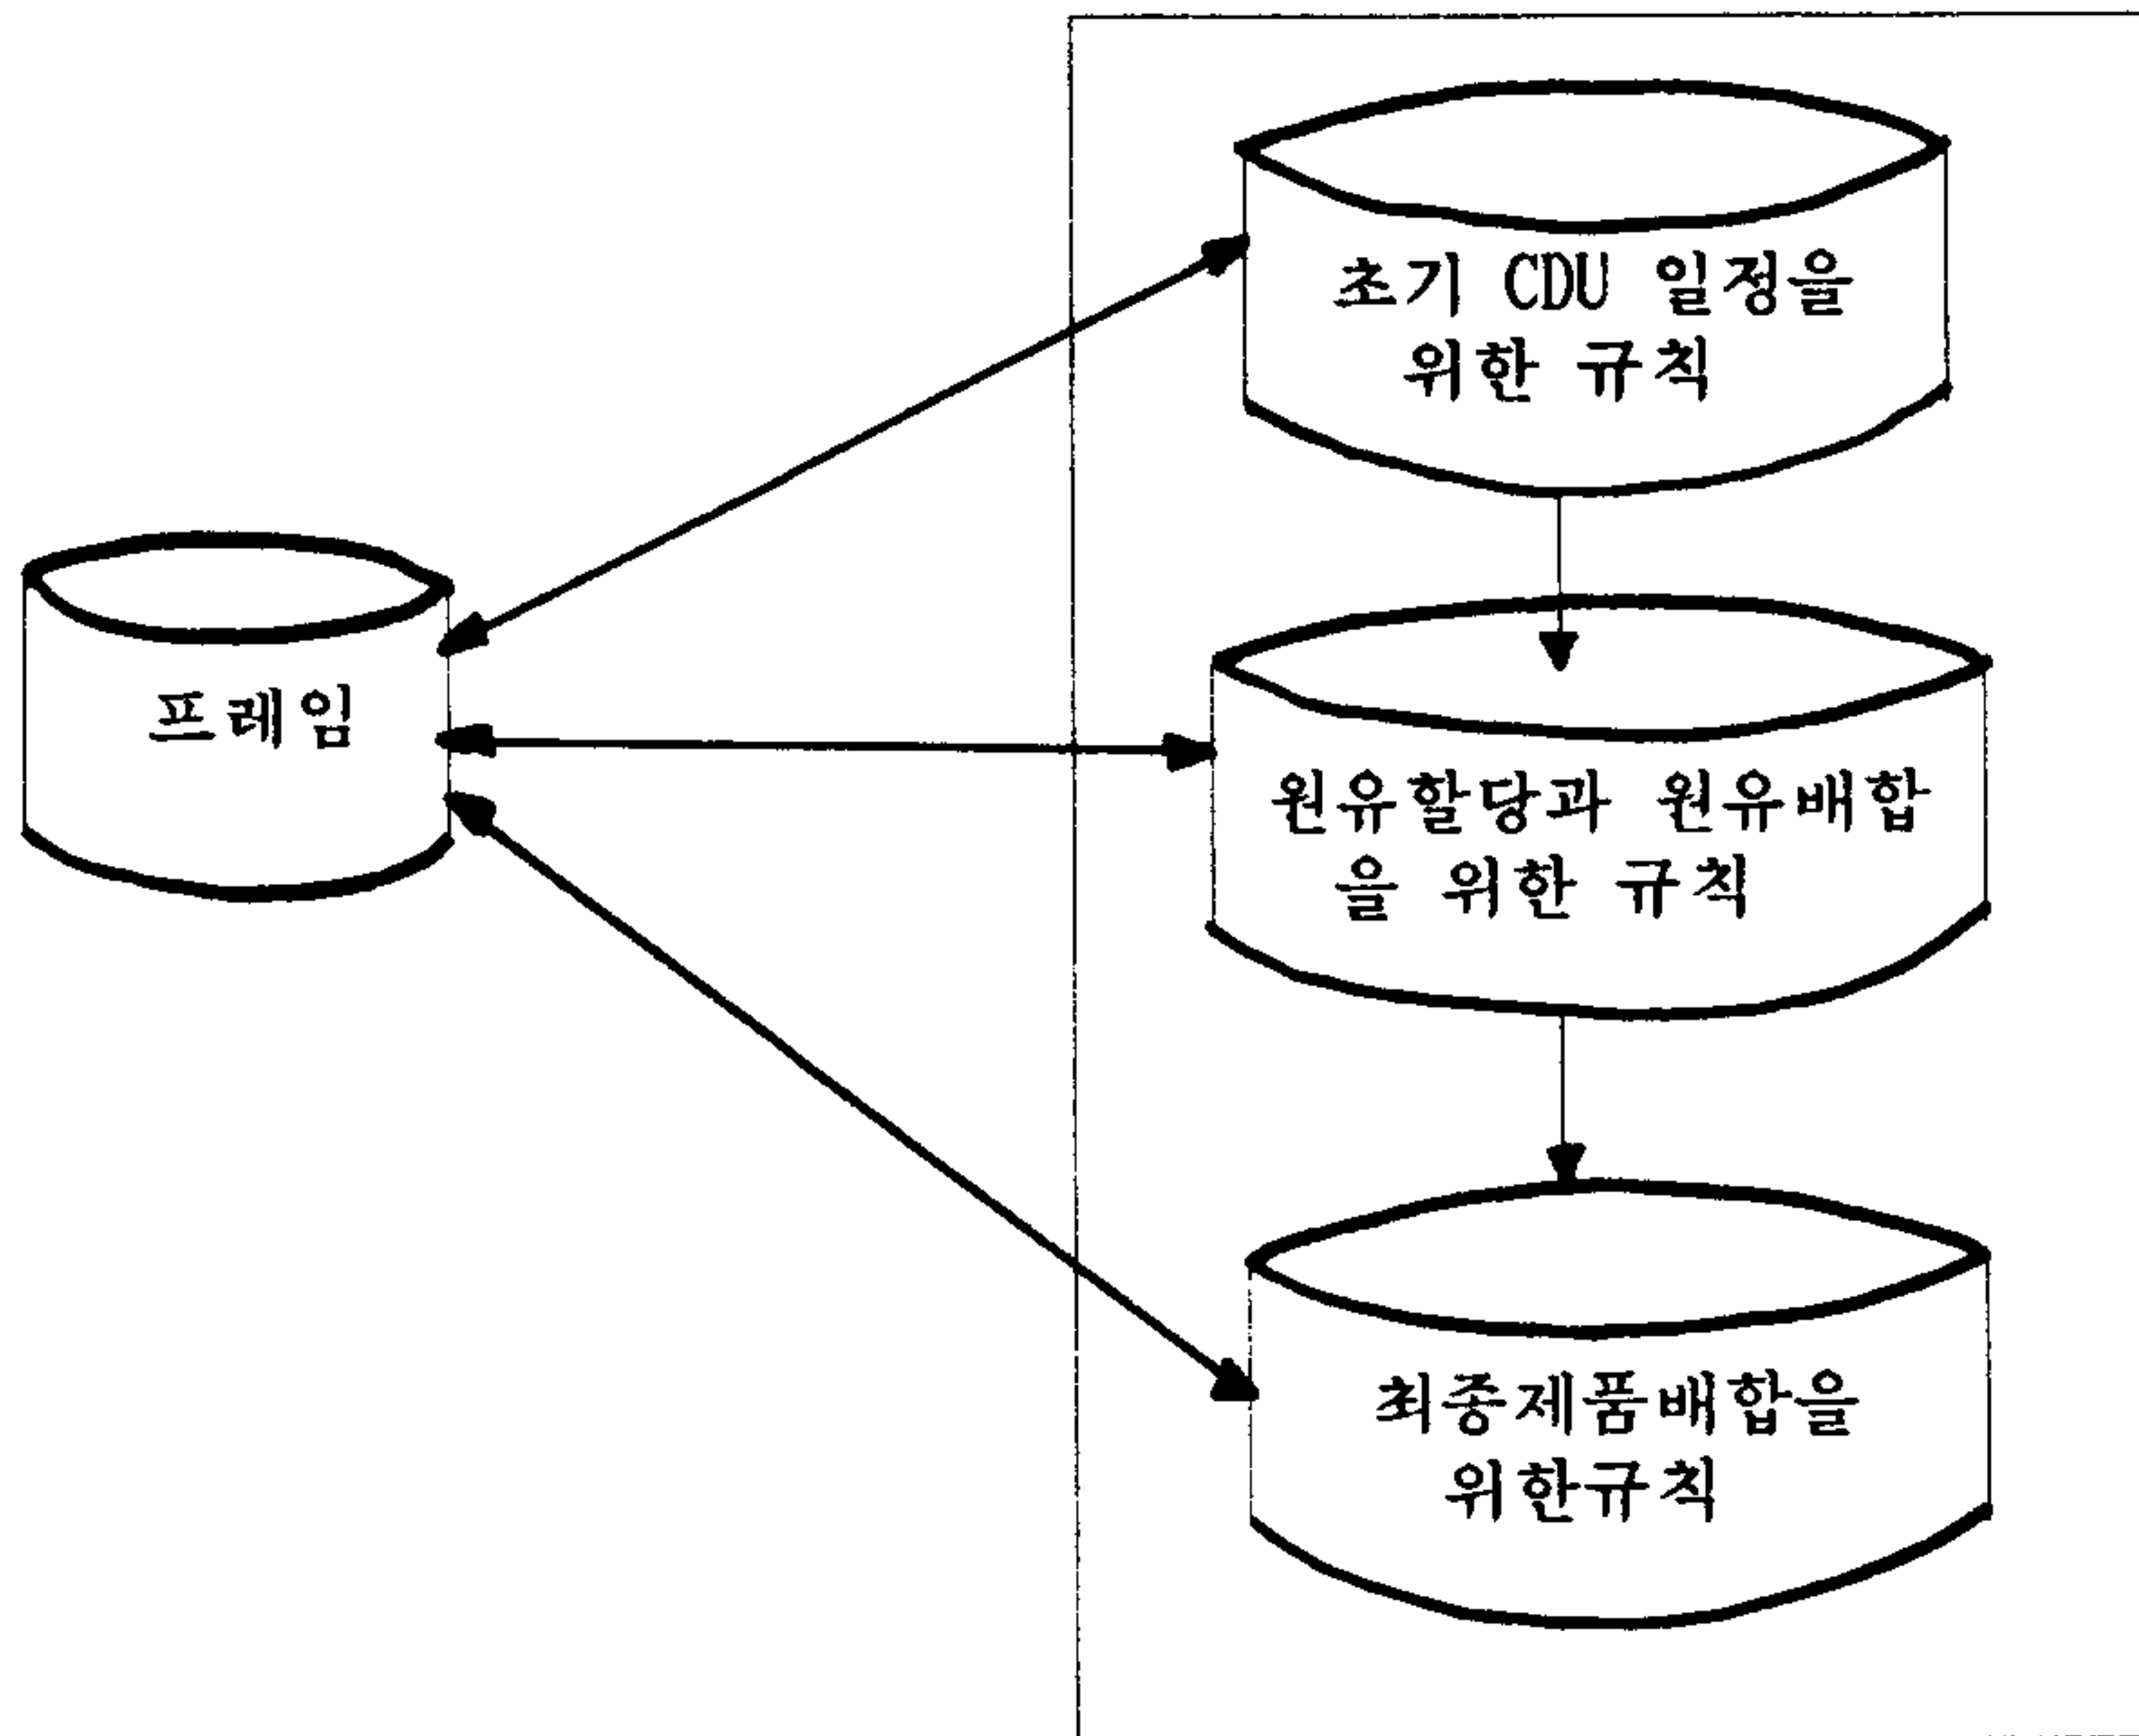 초기 CDU 일정을
위한 규칙
프레임
원유할당과 원유배합
을 위한 규칙
최종제품배합을
위한규칙